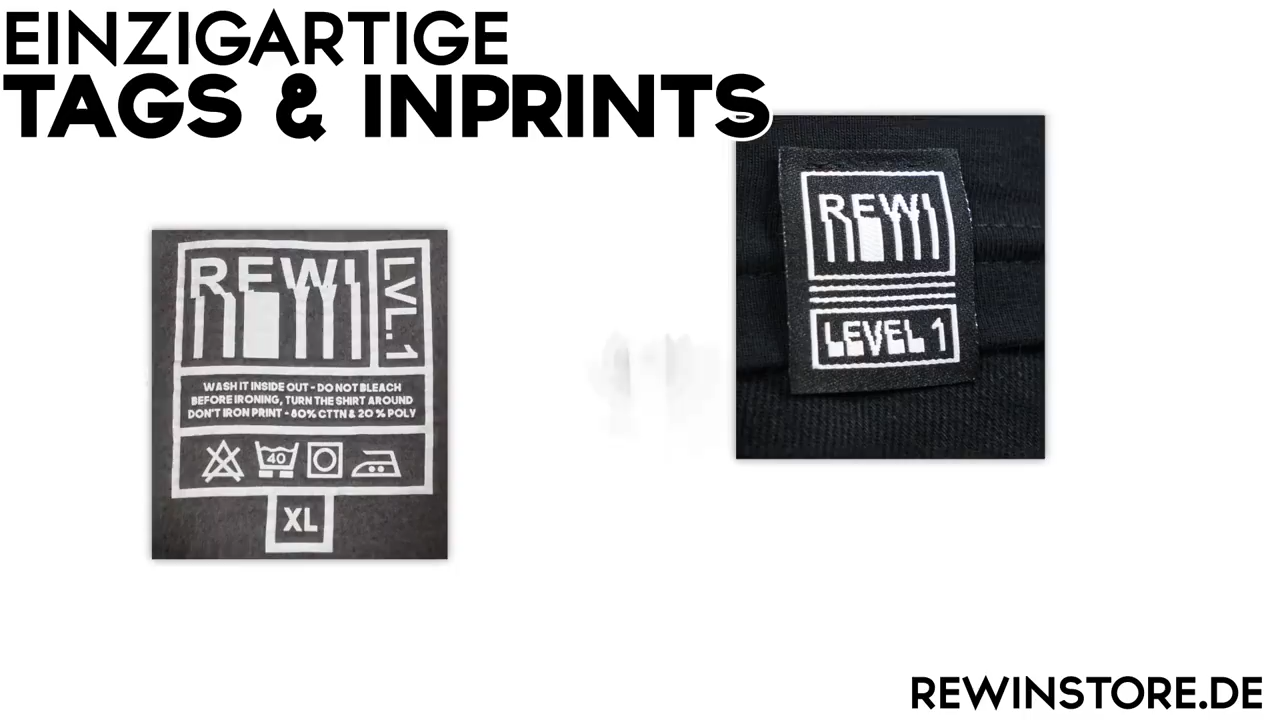 EINZIGARTIGE
TAGS & INPRINTS
REWI
LVL. 1
WASH IT INSIDE OUT - DO NOT BLEACH
BEFORE IRONING, TURN THE SHIRT AROUND
DON'T IRON PRINT - 80% CTTN & 20 % POLY
40
XL
REWI
LEVEL 1
REWINSTORE.DE